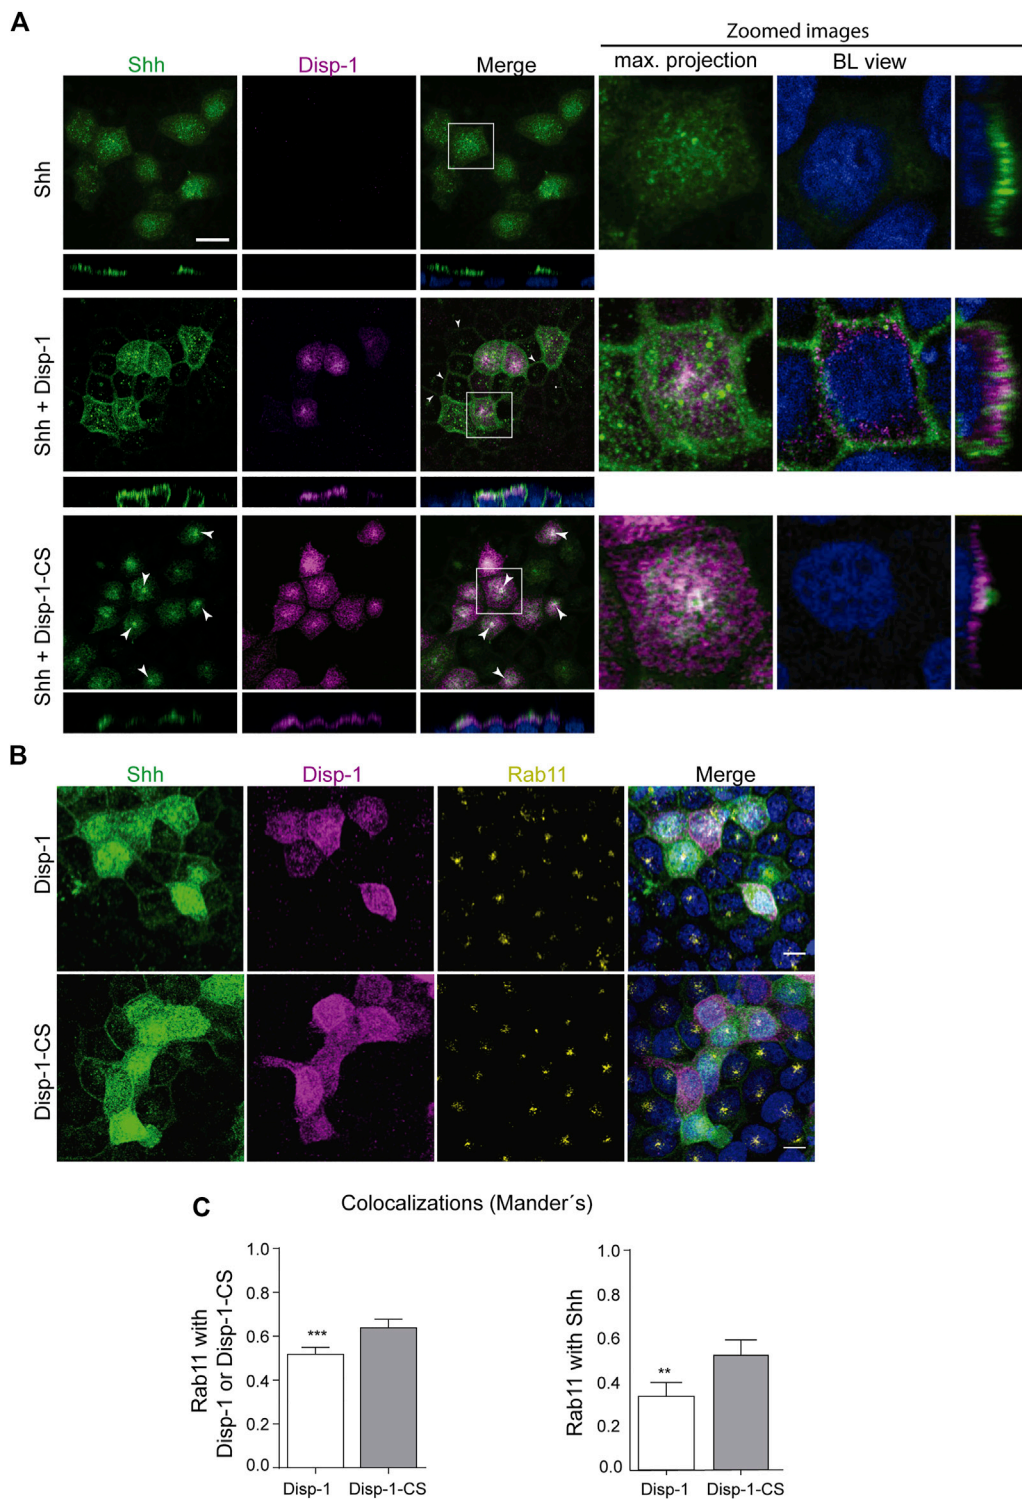 A
Zoomed images
Shh
Disp-1
Merge
max. projection
BL view
Shh
Shh + Disp-1
Shh + Disp-1-CS
B
Shh
Disp-1
Rab11
Merge
Disp-1
Disp-1-CS
C
Colocalizations (Mander´s)
Rab11 with
Disp-1 or Disp-1-CS
1.0
0.8
0.6
0.4
0.2
0.0
***
Disp-1
Disp-1-CS
Rab11 with Shh
1.0
0.8
0.6
0.4
0.2
0.0
**
Disp-1
Disp-1-CS